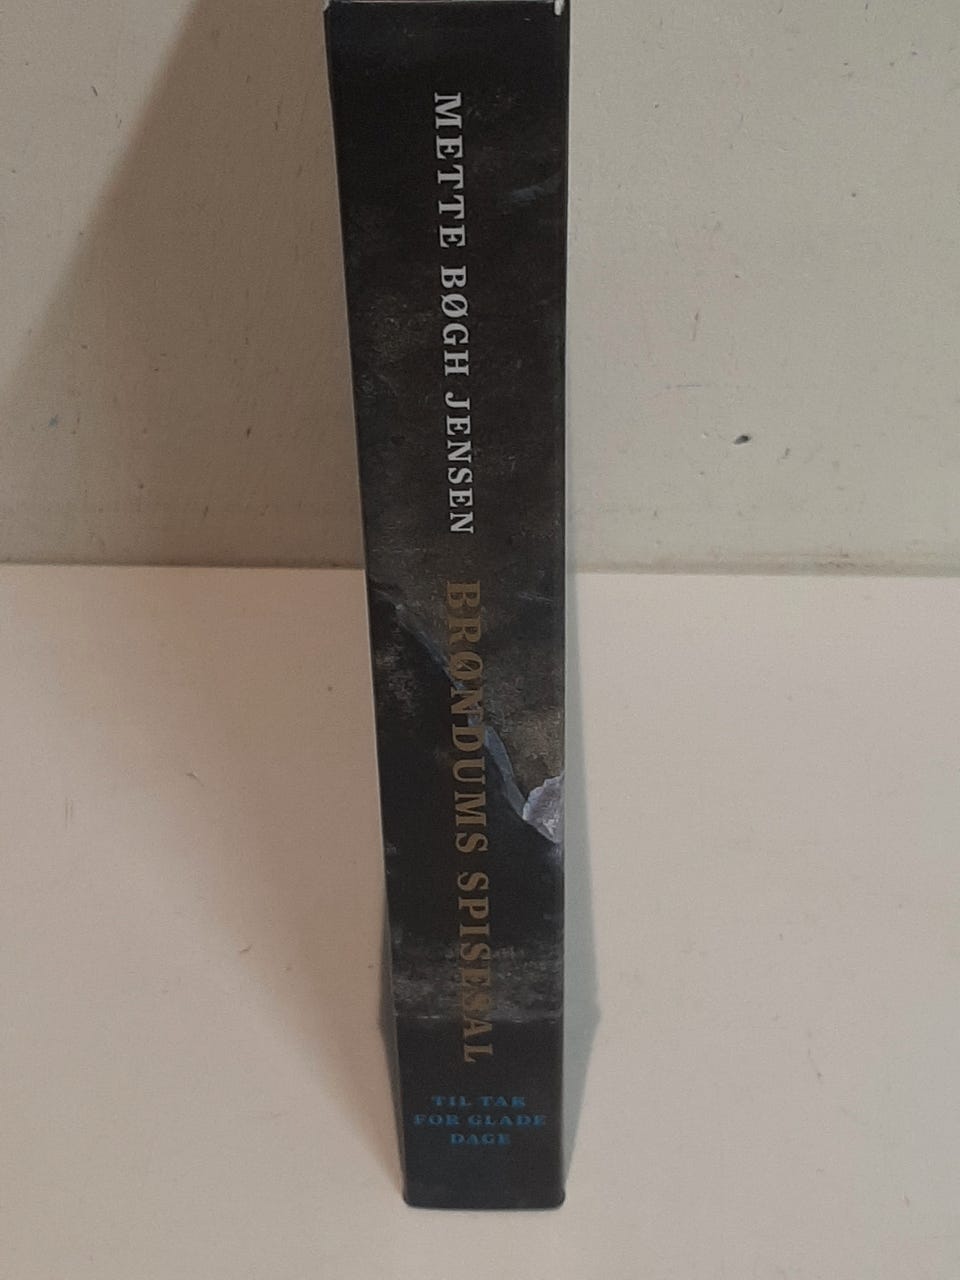 METTE BØGH JENSEN
BRØNDUMS SPISESAL
TIL TAK
FOR GLADE
DAGE